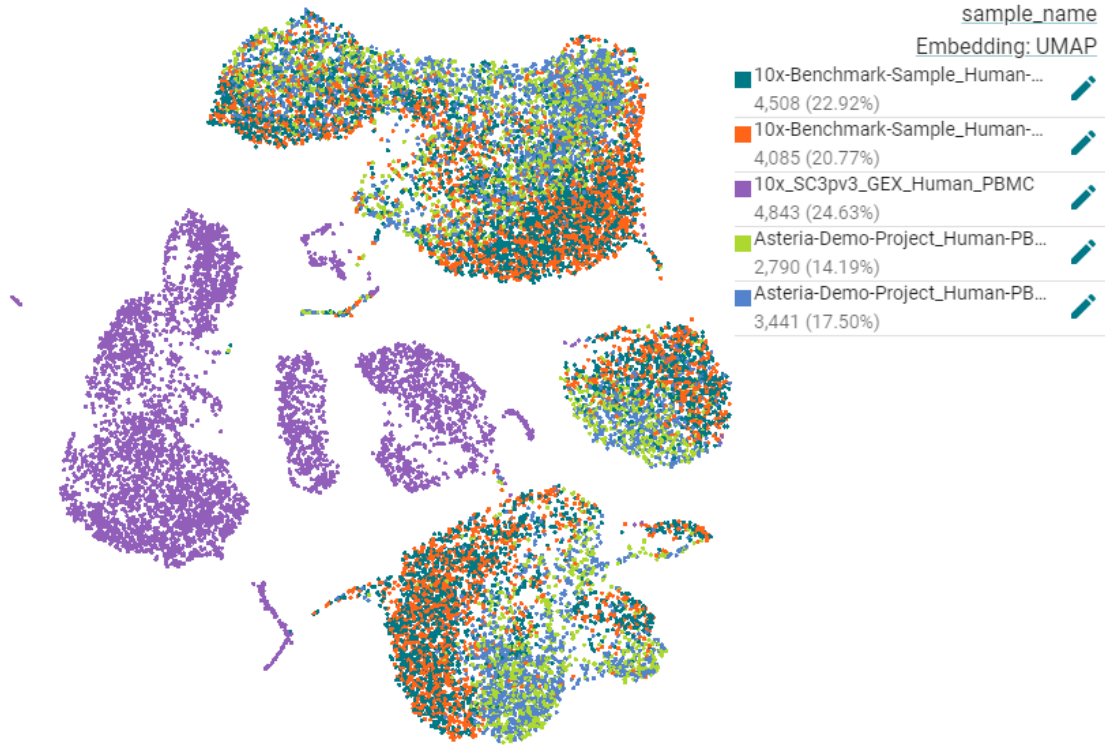 sample_name
Embedding: UMAP
10x-Benchmark-Sample_Human-...
4,508 (22.92%)
10x-Benchmark-Sample_Human-...
4,085 (20.77%)
10x_SC3pv3_GEX_Human_PBMC
4,843 (24.63%)
Asteria-Demo-Project_Human-PB...
2,790 (14.19%)
Asteria-Demo-Project_Human-PB...
3,441 (17.50%)